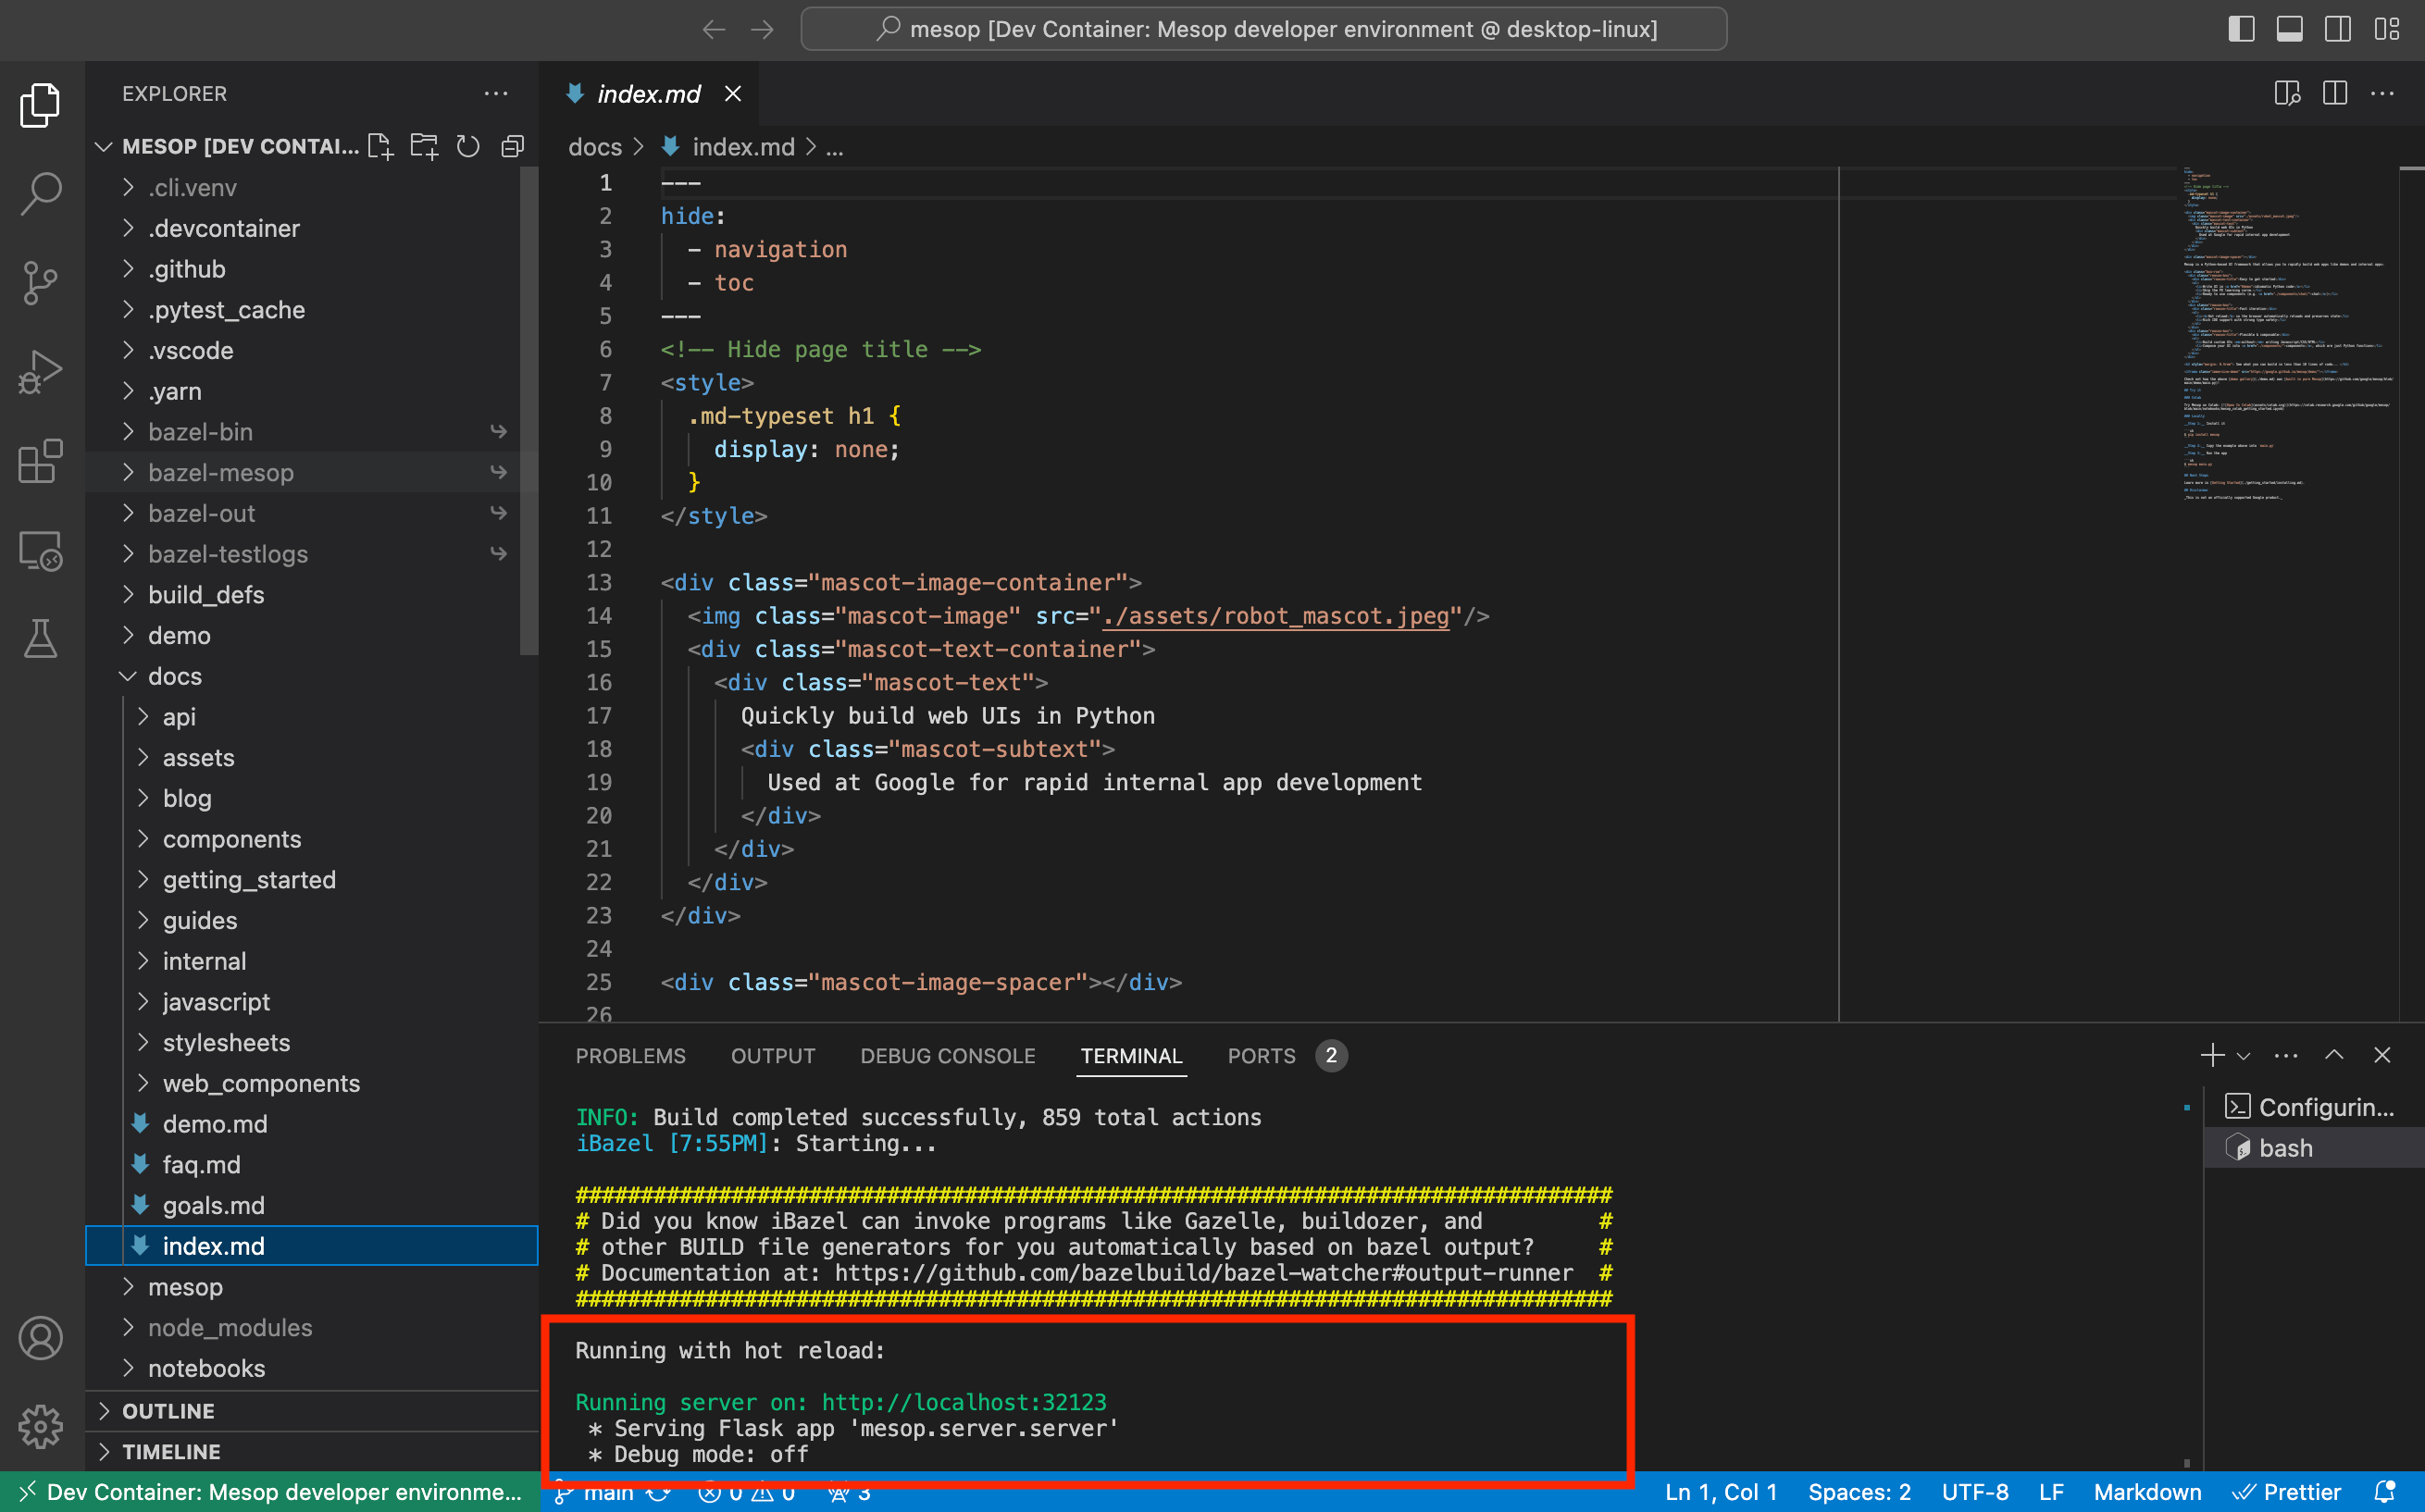 mesop [Dev Container: Mesop developer environment @ desktop-linux]
EXPLORER
MESOP [DEV CONTAI...
.cli.venv
.devcontainer
.github
.pytest_cache
.vscode
.yarn
bazel-bin
bazel-mesop
bazel-out
bazel-testlogs
build_defs
demo
docs
api
assets
blog
components
getting_started
guides
internal
javascript
stylesheets
web_components
demo.md
faq.md
goals.md
index.md
mesop
node_modules
notebooks
OUTLINE
TIMELINE
index.md
docs > index.md > ...
1 ---
2 hide:
3 - navigation
4 - toc
5 ---
6 <!-- Hide page title -->
7 <style>
8 .md-typeset h1 {
9 display: none;
10 }
11 </style>
12
13 <div class="mascot-image-container">
14 <img class="mascot-image" src="./assets/robot_mascot.jpeg"/>
15 <div class="mascot-text-container">
16 <div class="mascot-text">
17 Quickly build web UIs in Python
18 <div class="mascot-subtext">
19 Used at Google for rapid internal app development
20 </div>
21 </div>
22 </div>
23 </div>
24
25 <div class="mascot-image-spacer"></div>
26
PROBLEMS OUTPUT DEBUG CONSOLE TERMINAL PORTS 2
INFO: Build completed successfully, 859 total actions
iBazel [7:55PM]: Starting...
################################################################################
# Did you know iBazel can invoke programs like Gazelle, buildozer, and #
# other BUILD file generators for you automatically based on bazel output? #
# Documentation at: https://github.com/bazelbuild/bazel-watcher#output-runner #
################################################################################
Running with hot reload:
Running server on: http://localhost:32123
* Serving Flask app 'mesop.server.server'
* Debug mode: off
Configurin...
bash
Dev Container: Mesop developer environme... main 0 0 3 Ln 1, Col 1 Spaces: 2 UTF-8 LF Markdown Prettier